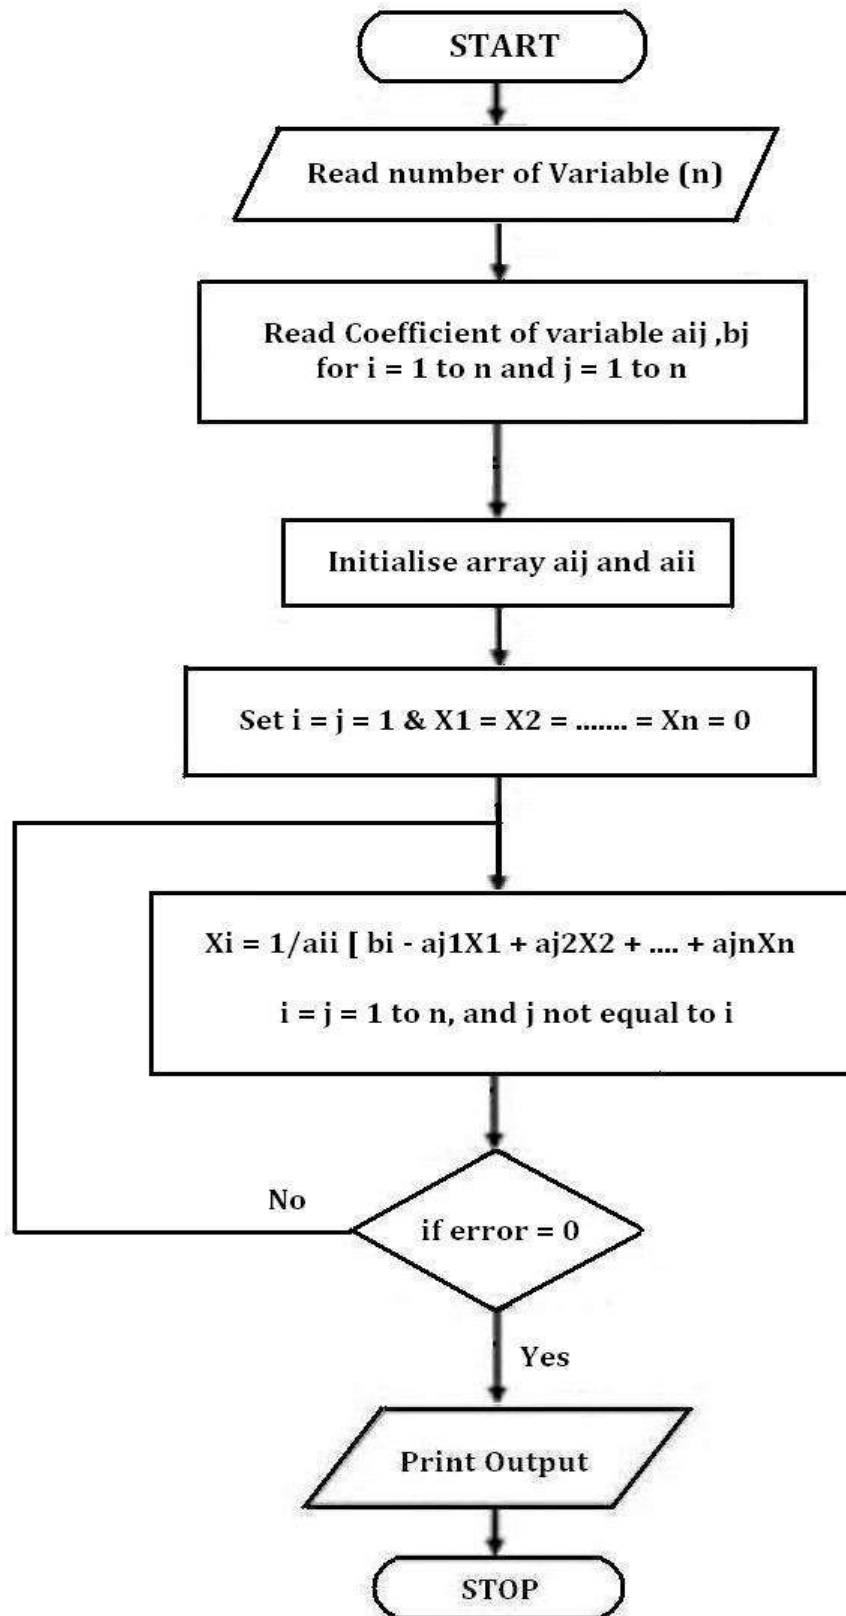 START
Read number of Variable (n)
Read Coefficient of variable aij ,bj
for i = 1 to n and j = 1 to n
Initialise array aij and aii
Set i = j = 1 & X1 = X2 = ....... = Xn = 0
Xi = 1/aii [ bi - aj1X1 + aj2X2 + .... + ajnXn
i = j = 1 to n, and j not equal to i
No
if error = 0
Yes
Print Output
STOP